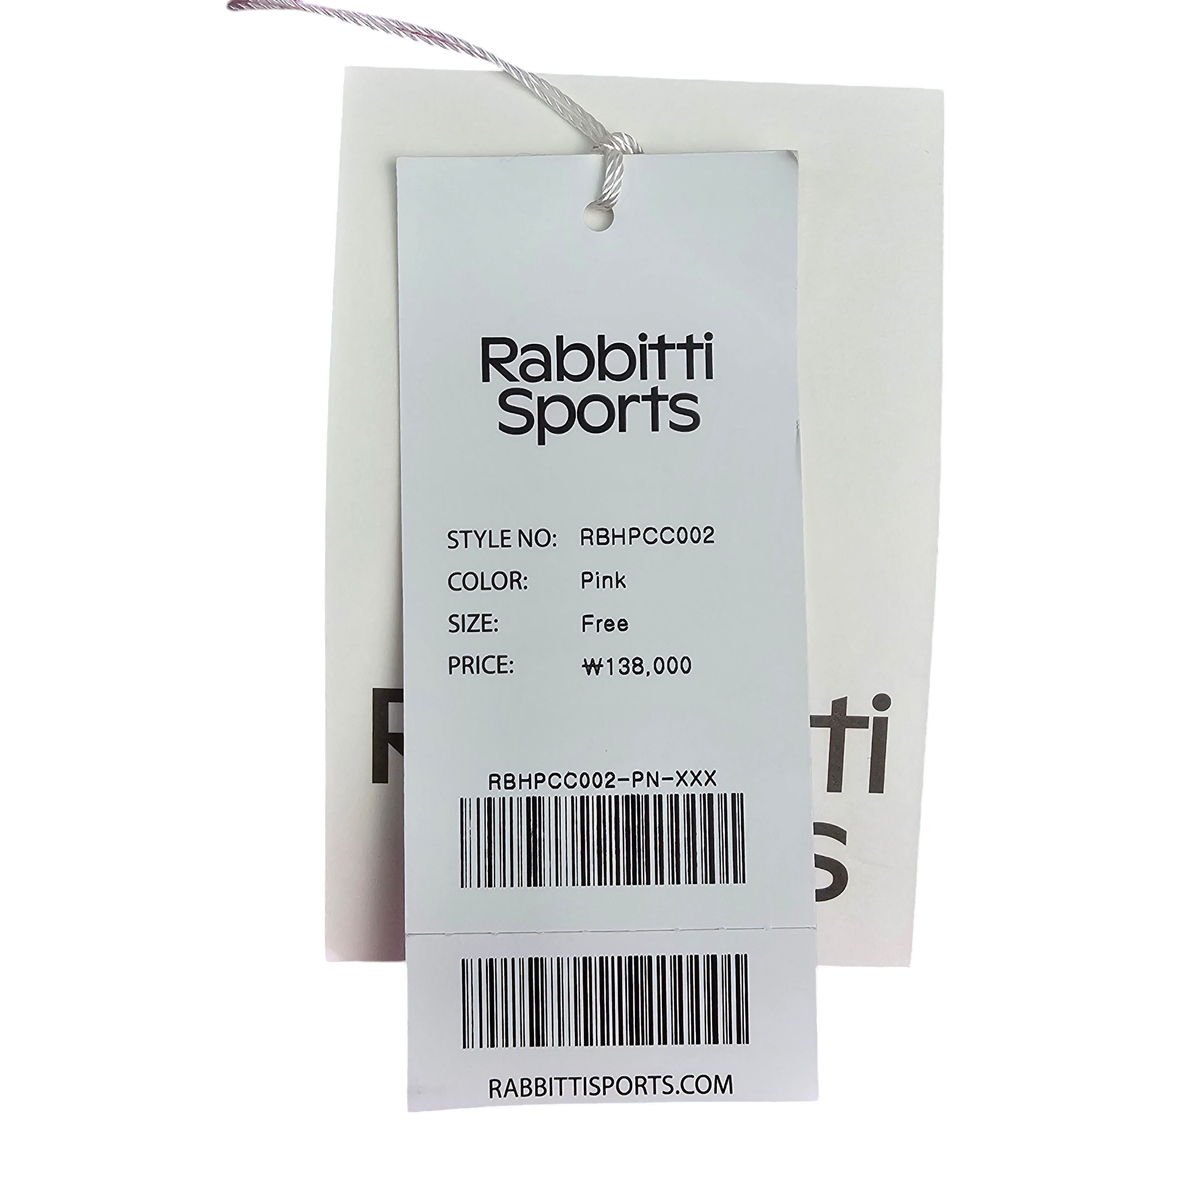 Rabbitti
Sports
STYLE NO: RBHPCC002
COLOR: Pink
SIZE: Free
PRICE: ₩138,000
RBHPCC002-PN-XXX
RABBITTISPORTS.COM